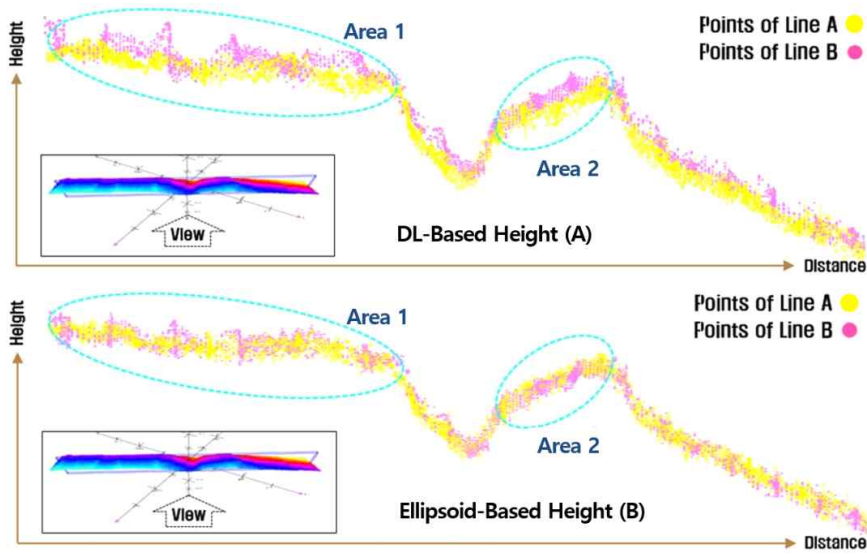 Height
Area 1
Points of Line A
Points of Line B
Area 2
View
DL-Based Height (A)
Distance
Height
Area 1
Points of Line A
Points of Line B
Area 2
View
Ellipsoid-Based Height (B)
Distance